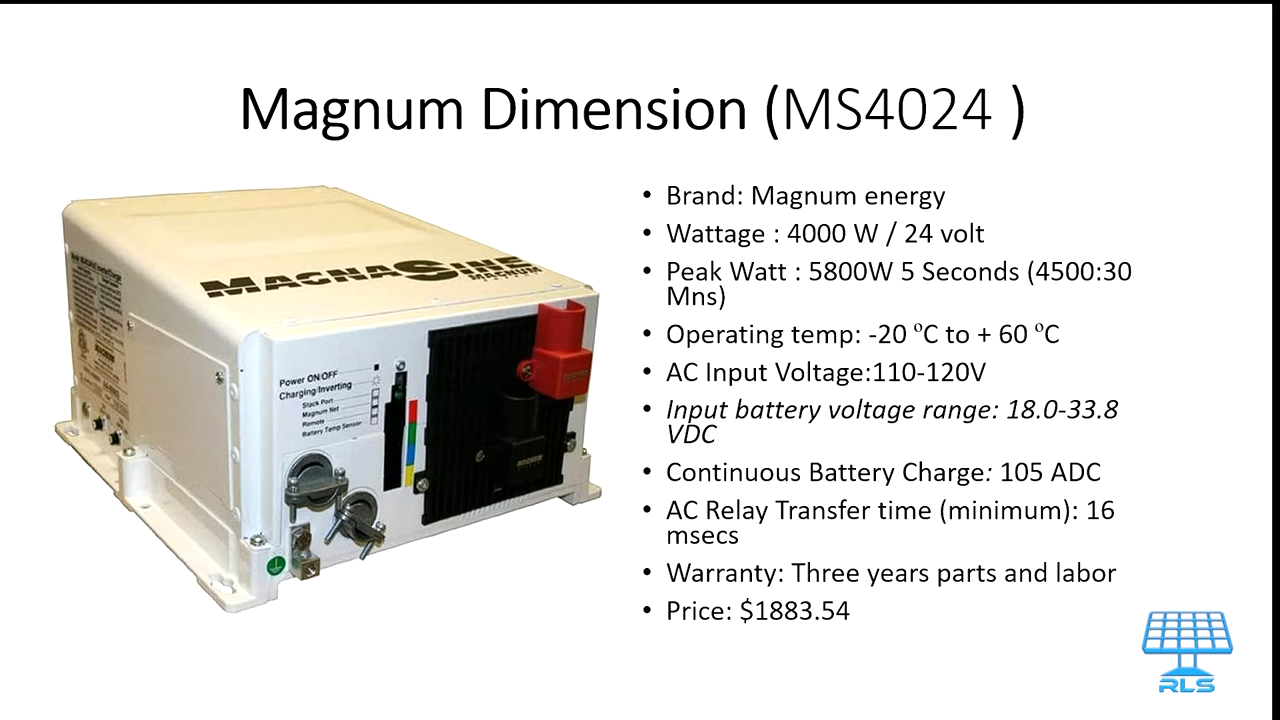 Magnum Dimension (MS4024 )
MAGNASINE
MAGNUM
Power ON/OFF
Charging/Inverting
Stack Port
Magnum Net
Remote
Battery Temp Sensor
• Brand: Magnum energy
• Wattage : 4000 W / 24 volt
• Peak Watt : 5800W 5 Seconds (4500:30
Mns)
• Operating temp: -20 ºC to + 60 ºC
• AC Input Voltage:110-120V
• Input battery voltage range: 18.0-33.8
VDC
• Continuous Battery Charge: 105 ADC
• AC Relay Transfer time (minimum): 16
msecs
• Warranty: Three years parts and labor
• Price: $1883.54
RLS